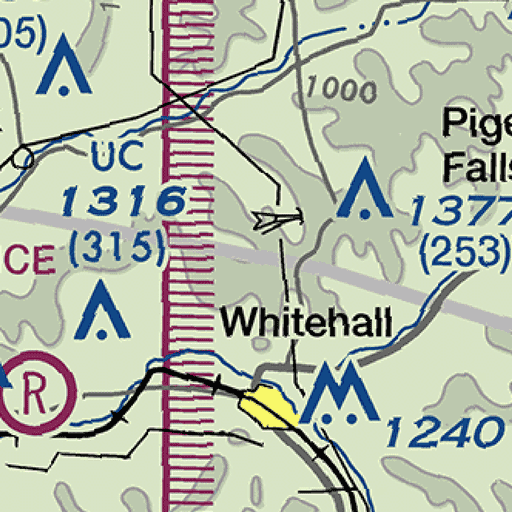 05)
1000
Pige
Falls
UC
1316
(315)
1377
(253)
CE
Whitehall
R
1240